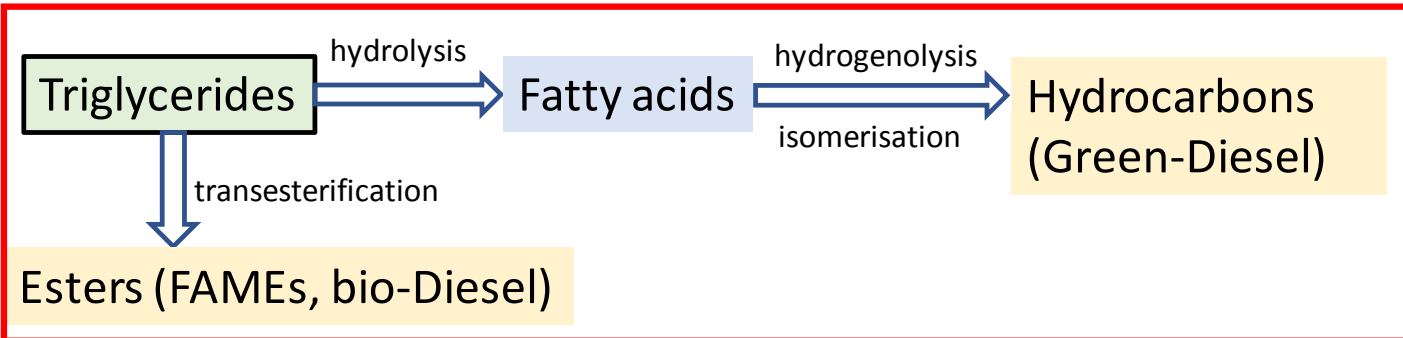 hydrolysis
hydrogenolysis
Triglycerides
Fatty acids
Hydrocarbons
(Green-Diesel)
isomerisation
transesterification
Esters (FAMEs, bio-Diesel)